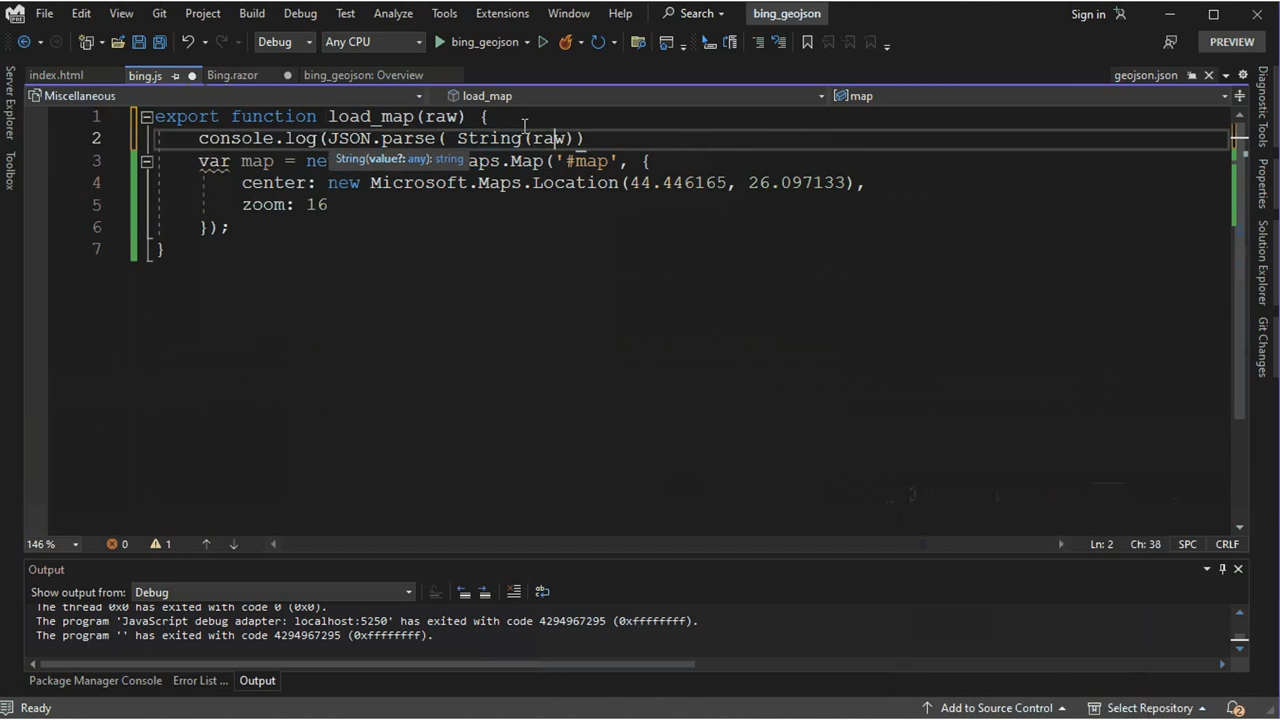 File Edit View Git Project Build Debug Test Analyze Tools Extensions Window Help Search bing_geojson Sign in
Debug Any CPU bing_geojson PREVIEW
index.html bing.js Bing.razor bing_geojson: Overview geojson.json
Miscellaneous load_map map
1 export function load_map(raw) {
2 console.log(JSON.parse( String(raw))
String(value?: any): string
3 var map = ne aps.Map('#map', {
4 center: new Microsoft.Maps.Location(44.446165, 26.097133),
5 zoom: 16
6 });
7 }
Server Explorer
Toolbox
Diagnostic Tools
Solution Explorer
Git Changes
146 % 0 1 Ln: 2 Ch: 38 SPC CRLF
Output
Show output from: Debug
The thread 0x0 has exited with code 0 (0x0).
The program 'JavaScript debug adapter: localhost:5250' has exited with code 4294967295 (0xffffffff).
The program '' has exited with code 4294967295 (0xffffffff).
Package Manager Console Error List ... Output
Ready Add to Source Control Select Repository 2